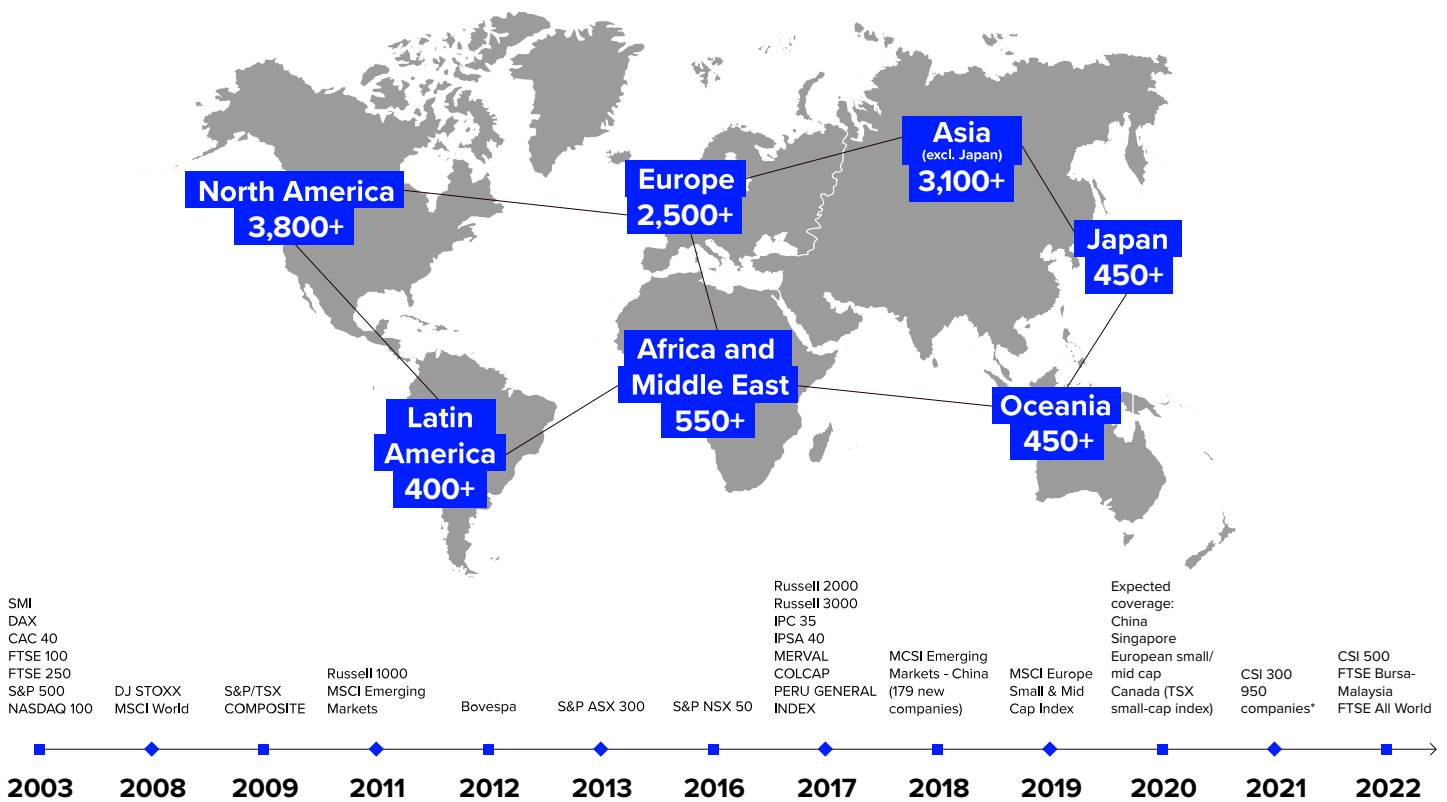 North America
3,800+
Europe
2,500+
Asia
(excl. Japan)
3,100+
Japan
450+
Africa and
Middle East
550+
Latin
America
400+
Oceania
450+
SMI
DAX
CAC 40
FTSE 100
FTSE 250
S&P 500
NASDAQ 100
DJ STOXX
MSCI World
S&P/TSX
COMPOSITE
Russell 1000
MSCI Emerging
Markets
Bovespa
S&P ASX 300
S&P NSX 50
Russell 2000
Russell 3000
IPC 35
IPSA 40
MERVAL
COLCAP
PERU GENERAL
INDEX
MCSI Emerging
Markets - China
(179 new
companies)
MSCI Europe
Small & Mid
Cap Index
Expected
coverage:
China
Singapore
European small/
mid cap
Canada (TSX
small-cap index)
CSI 300
950
companies*
CSI 500
FTSE Bursa-
Malaysia
FTSE All World
2003
2008
2009
2011
2012
2013
2016
2017
2018
2019
2020
2021
2022